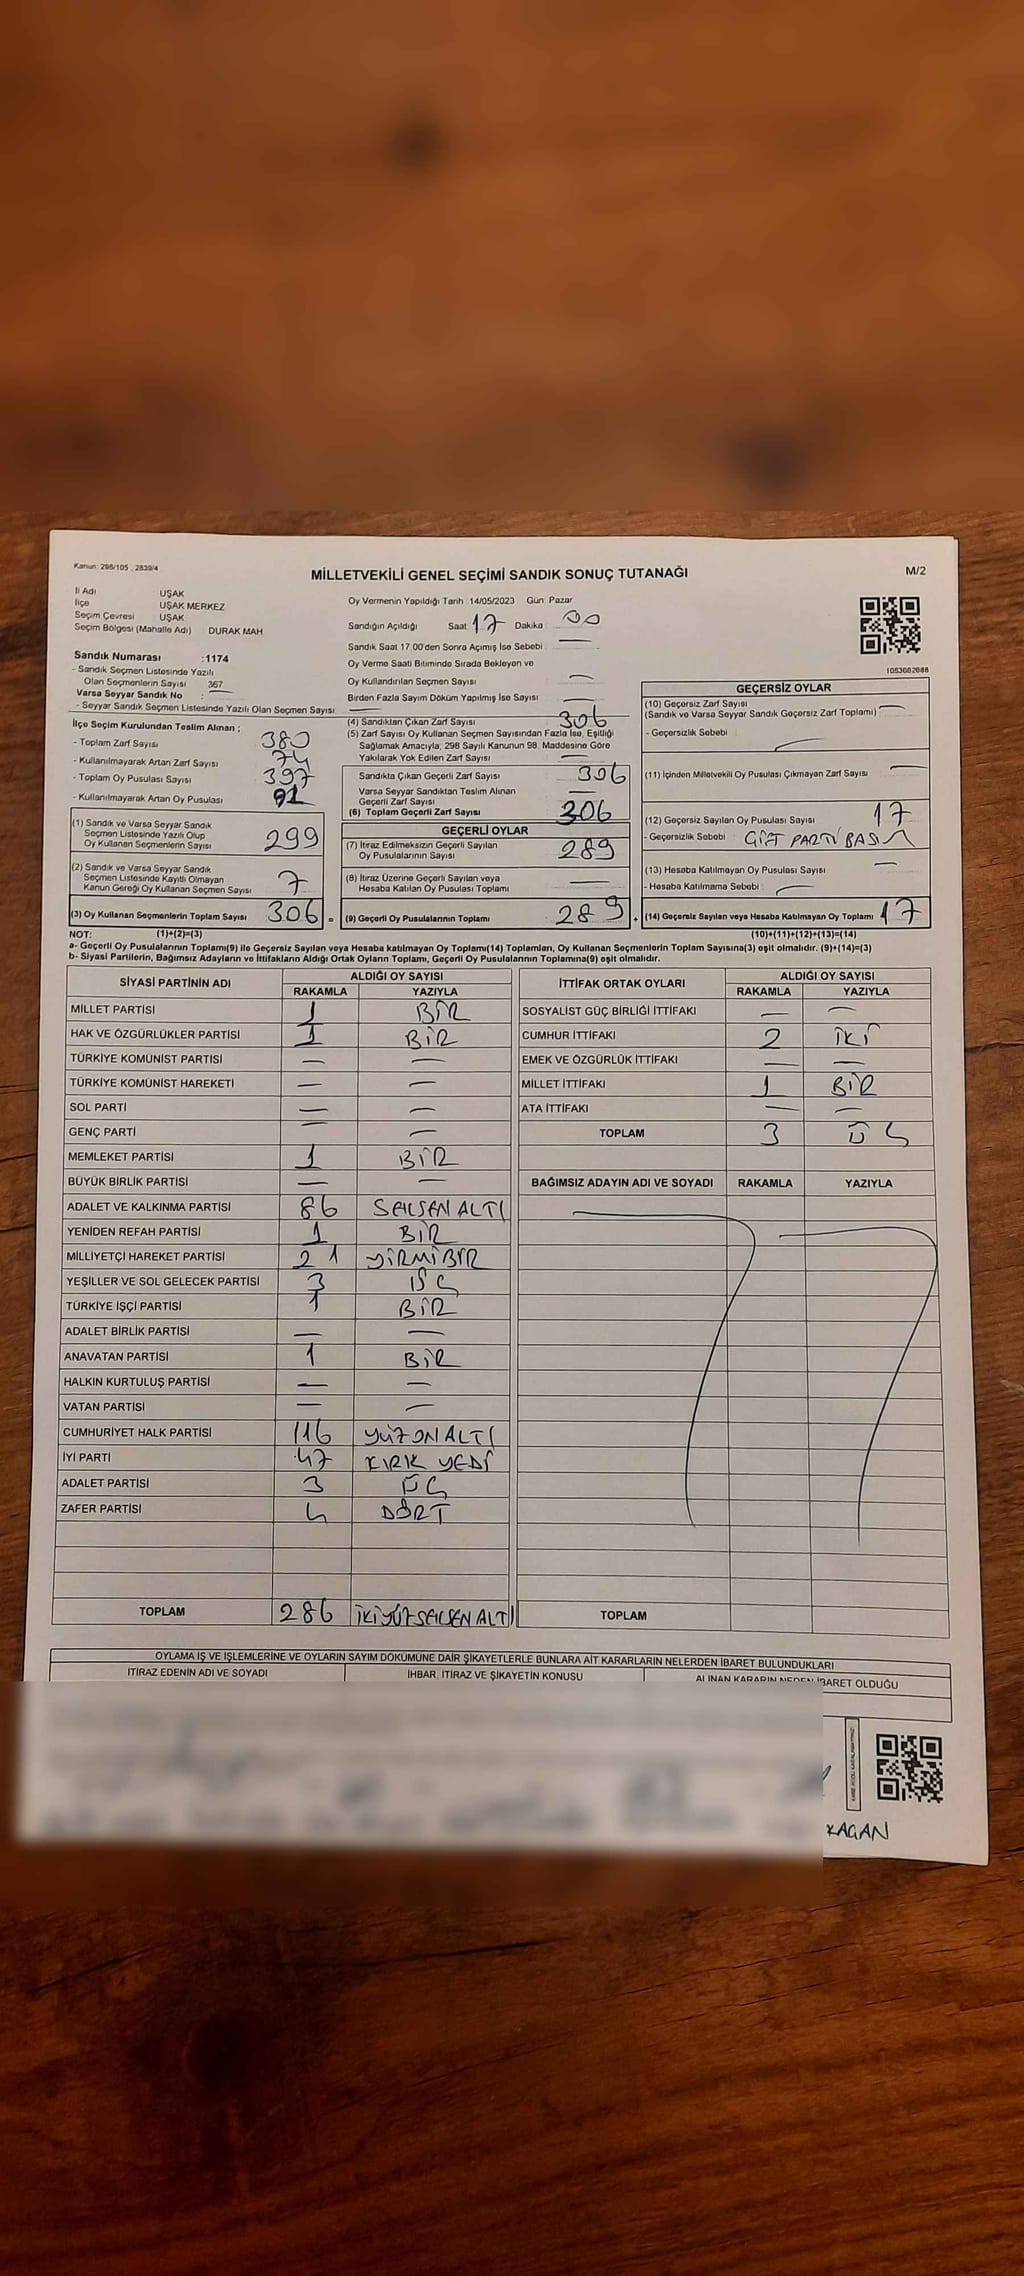 Kanun: 298/105 , 2839/4
MİLLETVEKİLİ GENEL SEÇİMİ SANDIK SONUÇ TUTANAĞI
M/2
İl Adı UŞAK
İlçe UŞAK MERKEZ
Seçim Çevresi UŞAK
Seçim Bölgesi (Mahalle Adı) DURAK MAH
Sandık Numarası :1174
- Sandık Seçmen Listesinde Yazılı
Olan Seçmenlerin Sayısı 367
Varsa Seyyar Sandık No : —
- Seyyar Sandık Seçmen Listesinde Yazılı Olan Seçmen Sayısı : —
İlçe Seçim Kurulundan Teslim Alınan ;
- Toplam Zarf Sayısı 380
- Kullanılmayarak Artan Zarf Sayısı 74
- Toplam Oy Pusulası Sayısı 397
- Kullanılmayarak Artan Oy Pusulası 91
(1) Sandık ve Varsa Seyyar Sandık
Seçmen Listesinde Yazılı Olup
Oy Kullanan Seçmenlerin Sayısı 299
(2) Sandık ve Varsa Seyyar Sandık
Seçmen Listesinde Kayıtlı Olmayan
Kanun Gereği Oy Kullanan Seçmen Sayısı 7
(3) Oy Kullanan Seçmenlerin Toplam Sayısı 306 =
Oy Vermenin Yapıldığı Tarih :14/05/2023 Gün: Pazar
Sandığın Açıldığı Saat: 17 Dakika : 00
Sandık Saat 17:00'den Sonra Açımış İse Sebebi : —
Oy Verme Saati Bitiminde Sırada Bekleyen ve
Oy Kullandırılan Seçmen Sayısı : —
Birden Fazla Sayım Döküm Yapılmış İse Sayısı : —
(4) Sandıktan Çıkan Zarf Sayısı : 306
(5) Zarf Sayısı Oy Kullanan Seçmen Sayısından Fazla İse, Eşitliği
Sağlamak Amacıyla, 298 Sayılı Kanunun 98. Maddesine Göre
Yakılarak Yok Edilen Zarf Sayısı : —
Sandıkta Çıkan Geçerli Zarf Sayısı : 306
Varsa Seyyar Sandıktan Teslim Alınan
Geçerli Zarf Sayısı : —
(6) Toplam Geçerli Zarf Sayısı : 306
GEÇERLİ OYLAR
(7) İtiraz Edilmeksizin Geçerli Sayılan
Oy Pusulalarının Sayısı : 289
(8) İtiraz Üzerine Geçerli Sayılan veya
Hesaba Katılan Oy Pusulası Toplamı : —
(9) Geçerli Oy Pusulalarının Toplamı : 289 +
1053602688
GEÇERSİZ OYLAR
(10) Geçersiz Zarf Sayısı
(Sandık ve Varsa Seyyar Sandık Geçersiz Zarf Toplamı) —
- Geçersizlik Sebebi : —
(11) İçinden Milletvekili Oy Pusulası Çıkmayan Zarf Sayısı : —
(12) Geçersiz Sayılan Oy Pusulası Sayısı : 17
- Geçersizlik Sebebi : ÇİFT PARTİ BASIM
(13) Hesaba Katılmayan Oy Pusulası Sayısı : —
- Hesaba Katılmama Sebebi : —
(14) Geçersiz Sayılan veya Hesaba Katılmayan Oy Toplamı : 17
NOT: (1)+(2)=(3) (10)+(11)+(12)+(13)=(14)
a- Geçerli Oy Pusulalarının Toplamı(9) ile Geçersiz Sayılan veya Hesaba katılmayan Oy Toplamı(14) Toplamları, Oy Kullanan Seçmenlerin Toplam Sayısına(3) eşit olmalıdır. (9)+(14)=(3)
b- Siyasi Partilerin, Bağımsız Adayların ve İttifakların Aldığı Ortak Oyların Toplamı, Geçerli Oy Pusulalarının Toplamına(9) eşit olmalıdır.
SİYASİ PARTİNİN ADI ALDIĞI OY SAYISI
RAKAMLA YAZIYLA
MİLLET PARTİSİ 1 BİR
HAK VE ÖZGÜRLÜKLER PARTİSİ 1 BİR
TÜRKİYE KOMÜNİST PARTİSİ — —
TÜRKİYE KOMÜNİST HAREKETİ — —
SOL PARTİ — —
GENÇ PARTİ — —
MEMLEKET PARTİSİ 1 BİR
BÜYÜK BİRLİK PARTİSİ — —
ADALET VE KALKINMA PARTİSİ 86 SEKSEN ALTI
YENİDEN REFAH PARTİSİ 1 BİR
MİLLİYETÇİ HAREKET PARTİSİ 21 YİRMİBİR
YEŞİLLER VE SOL GELECEK PARTİSİ 3 ÜÇ
TÜRKİYE İŞÇİ PARTİSİ 1 BİR
ADALET BİRLİK PARTİSİ — —
ANAVATAN PARTİSİ 1 BİR
HALKIN KURTULUŞ PARTİSİ — —
VATAN PARTİSİ — —
CUMHURİYET HALK PARTİSİ 116 YÜZ ON ALTI
İYİ PARTİ 47 KIRK YEDİ
ADALET PARTİSİ 3 ÜÇ
ZAFER PARTİSİ 4 DÖRT
TOPLAM 286 İKİYÜZSEKSEN ALTI
İTTİFAK ORTAK OYLARI ALDIĞI OY SAYISI
RAKAMLA YAZIYLA
SOSYALİST GÜÇ BİRLİĞİ İTTİFAKI — —
CUMHUR İTTİFAKI 2 İKİ
EMEK VE ÖZGÜRLÜK İTTİFAKI — —
MİLLET İTTİFAKI 1 BİR
ATA İTTİFAKI — —
TOPLAM 3 ÜÇ
BAĞIMSIZ ADAYIN ADI VE SOYADI RAKAMLA YAZIYLA
TOPLAM
OYLAMA İŞ VE İŞLEMLERİNE VE OYLARIN SAYIM DÖKÜMÜNE DAİR ŞİKAYETLERLE BUNLARA AİT KARARLARIN NELERDEN İBARET BULUNDUKLARI
İTİRAZ EDENİN ADI VE SOYADI İHBAR, İTİRAZ VE ŞİKAYETİN KONUSU ALINAN KARARIN NEDEN İBARET OLDUĞU
KAGAN